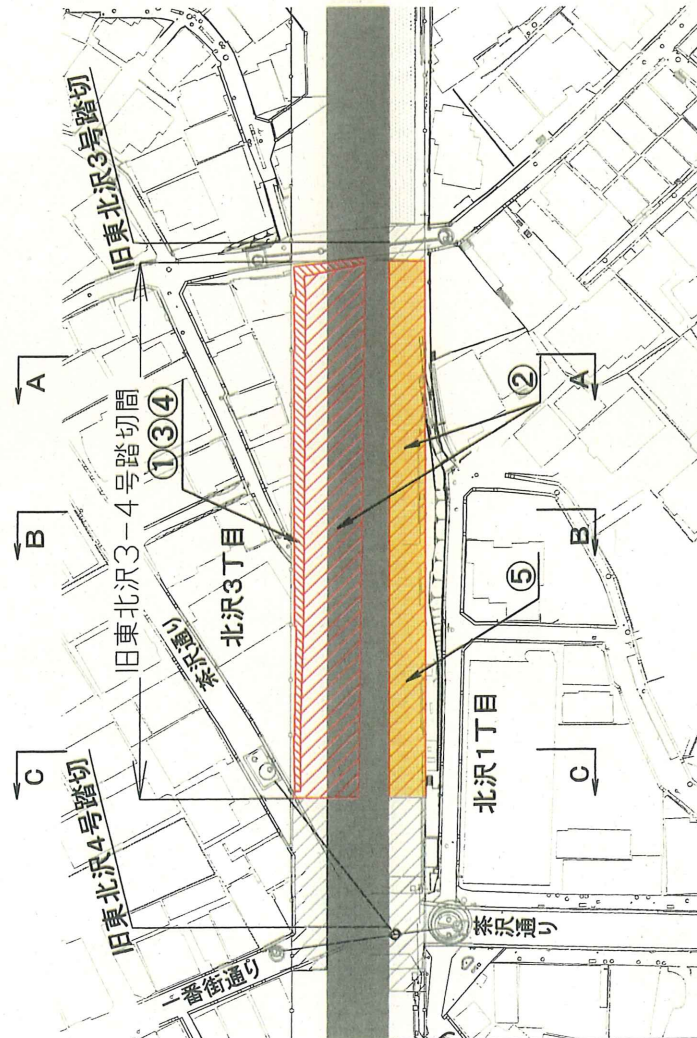 旧東北沢4号踏切
旧東北沢3号踏切
旧東北沢3-4号踏切間
C
B
A
①③④
茶沢通り
北沢3丁目
一番街通り
②
⑤
C
B
A
北沢1丁目
茶沢通り